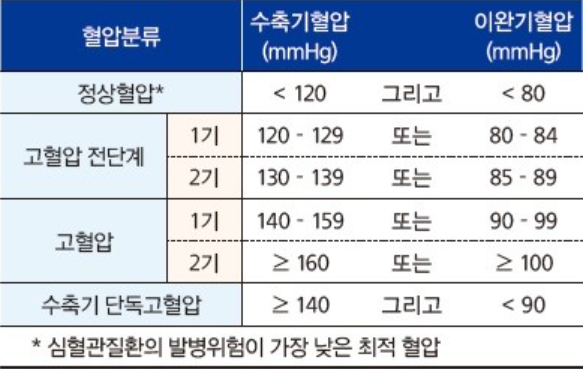 혈압분류 수축기혈압 (mmHg) 이완기혈압 (mmHg)
정상혈압* < 120 그리고 < 80
고혈압 전단계 1기 120 - 129 또는 80 - 84
2기 130 - 139 또는 85 - 89
고혈압 1기 140 - 159 또는 90 - 99
2기 ≥ 160 또는 ≥ 100
수축기 단독고혈압 ≥ 140 그리고 < 90
* 심혈관질환의 발병위험이 가장 낮은 최적 혈압